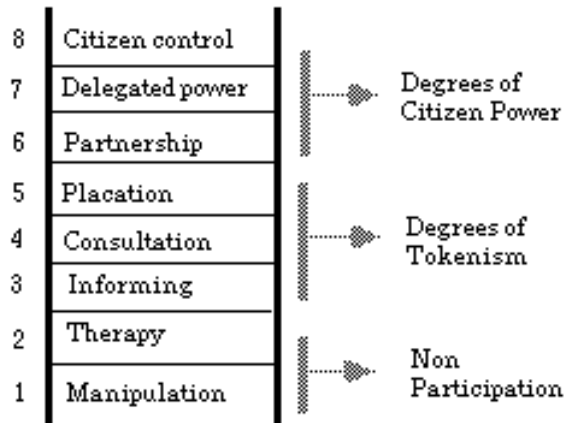 8 Citizen control
7 Delegated power
6 Partnership
5 Placation
4 Consultation
3 Informing
2 Therapy
1 Manipulation
Degrees of
Citizen Power
Degrees of
Tokenism
Non
Participation